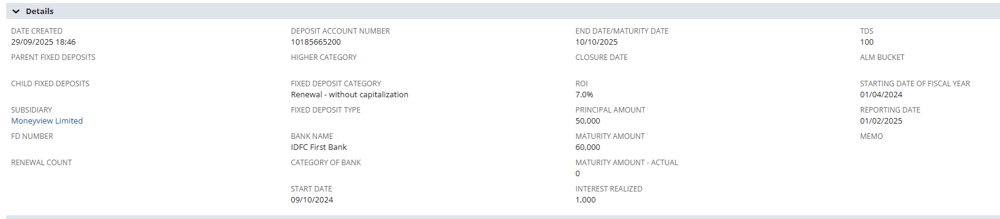 Details
DATE CREATED
29/09/2025 18:46
PARENT FIXED DEPOSITS
CHILD FIXED DEPOSITS
SUBSIDIARY
Moneyview Limited
FD NUMBER
RENEWAL COUNT
DEPOSIT ACCOUNT NUMBER
10185665200
HIGHER CATEGORY
FIXED DEPOSIT CATEGORY
Renewal - without capitalization
FIXED DEPOSIT TYPE
BANK NAME
IDFC First Bank
CATEGORY OF BANK
START DATE
09/10/2024
END DATE/MATURITY DATE
10/10/2025
CLOSURE DATE
ROI
7.0%
PRINCIPAL AMOUNT
50,000
MATURITY AMOUNT
60,000
MATURITY AMOUNT - ACTUAL
0
INTEREST REALIZED
1,000
TDS
100
ALM BUCKET
STARTING DATE OF FISCAL YEAR
01/04/2024
REPORTING DATE
01/02/2025
MEMO